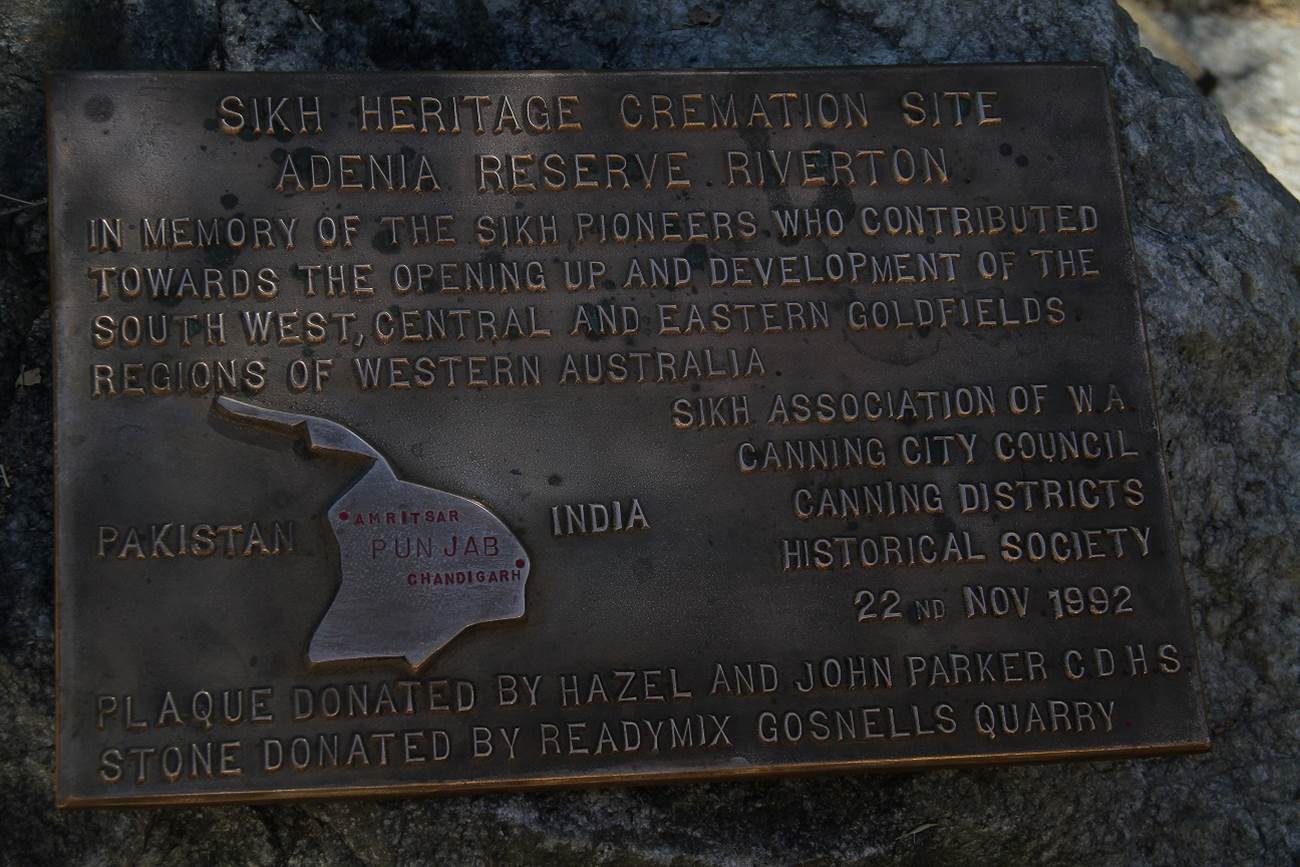 SIKH HERITAGE CREMATION SITE
ADENIA RESERVE RIVERTON
IN MEMORY OF THE SIKH PIONEERS WHO CONTRIBUTED
TOWARDS THE OPENING UP AND DEVELOPMENT OF THE
SOUTH WEST, CENTRAL AND EASTERN GOLDFIELDS
REGIONS OF WESTERN AUSTRALIA
SIKH ASSOCIATION OF W.A.
CANNING CITY COUNCIL
CANNING DISTRICTS
HISTORICAL SOCIETY
22 ND NOV 1992
PAKISTAN
AMRITSAR
PUNJAB
CHANDIGARH
INDIA
PLAQUE DONATED BY HAZEL AND JOHN PARKER C D H S
STONE DONATED BY READYMIX GOSNELLS QUARRY